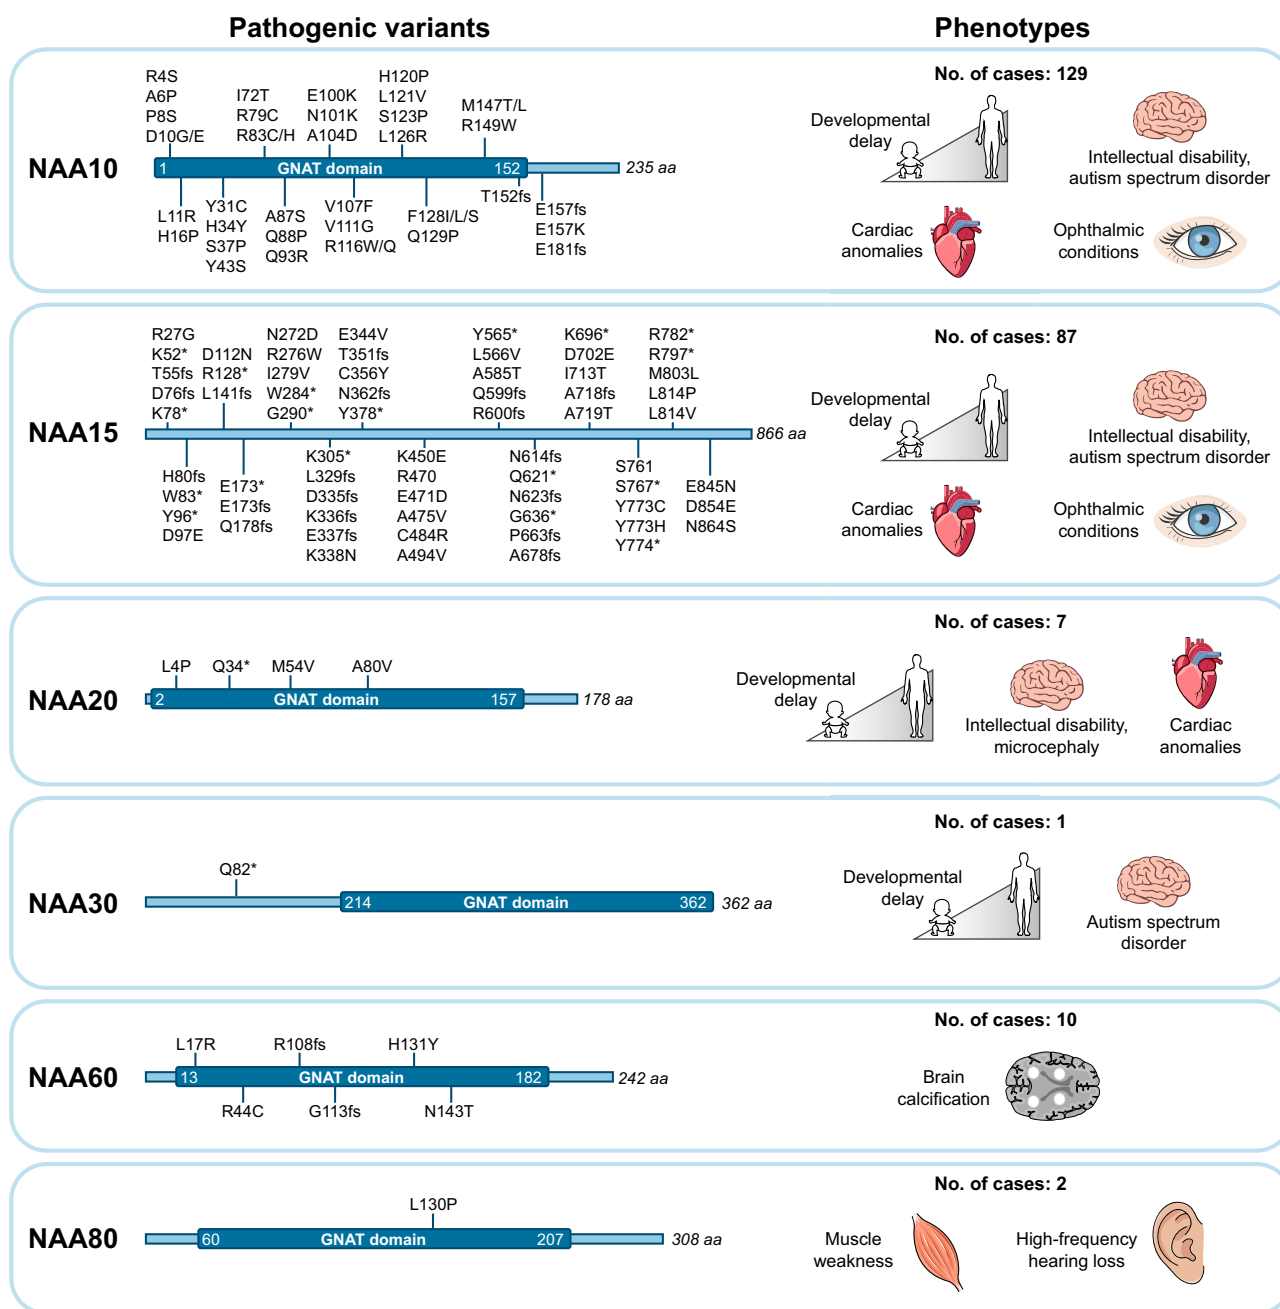 Pathogenic variants
Phenotypes
NAA10
R4S
A6P
P8S
D10G/E
I72T
R79C
R83C/H
E100K
N101K
A104D
H120P
L121V
S123P
L126R
M147T/L
R149W
1 GNAT domain 152
235 aa
L11R
H16P
Y31C
H34Y
S37P
Y43S
A87S
Q88P
Q93R
V107F
V111G
R116W/Q
F128I/L/S
Q129P
T152fs
E157fs
E157K
E181fs
No. of cases: 129
Developmental
delay
Intellectual disability,
autism spectrum disorder
Cardiac
anomalies
Ophthalmic
conditions
NAA15
R27G
K52*
T55fs
D76fs
K78*
D112N
R128*
L141fs
N272D
R276W
I279V
W284*
G290*
E344V
T351fs
C356Y
N362fs
Y378*
Y565*
L566V
A585T
Q599fs
R600fs
K696*
D702E
I713T
A718fs
A719T
R782*
R797*
M803L
L814P
L814V
866 aa
H80fs
W83*
Y96*
D97E
E173*
E173fs
Q178fs
K305*
L329fs
D335fs
K336fs
E337fs
K338N
K450E
R470
E471D
A475V
C484R
A494V
N614fs
Q621*
N623fs
G636*
P663fs
A678fs
S761
S767*
Y773C
Y773H
Y774*
E845N
D854E
N864S
No. of cases: 87
Developmental
delay
Intellectual disability,
autism spectrum disorder
Cardiac
anomalies
Ophthalmic
conditions
NAA20
L4P
Q34*
M54V
A80V
2 GNAT domain 157
178 aa
No. of cases: 7
Developmental
delay
Intellectual disability,
microcephaly
Cardiac
anomalies
NAA30
Q82*
214 GNAT domain 362
362 aa
No. of cases: 1
Developmental
delay
Autism spectrum
disorder
NAA60
L17R
R108fs
H131Y
13 GNAT domain 182
242 aa
R44C
G113fs
N143T
No. of cases: 10
Brain
calcification
NAA80
L130P
60 GNAT domain 207
308 aa
No. of cases: 2
Muscle
weakness
High-frequency
hearing loss